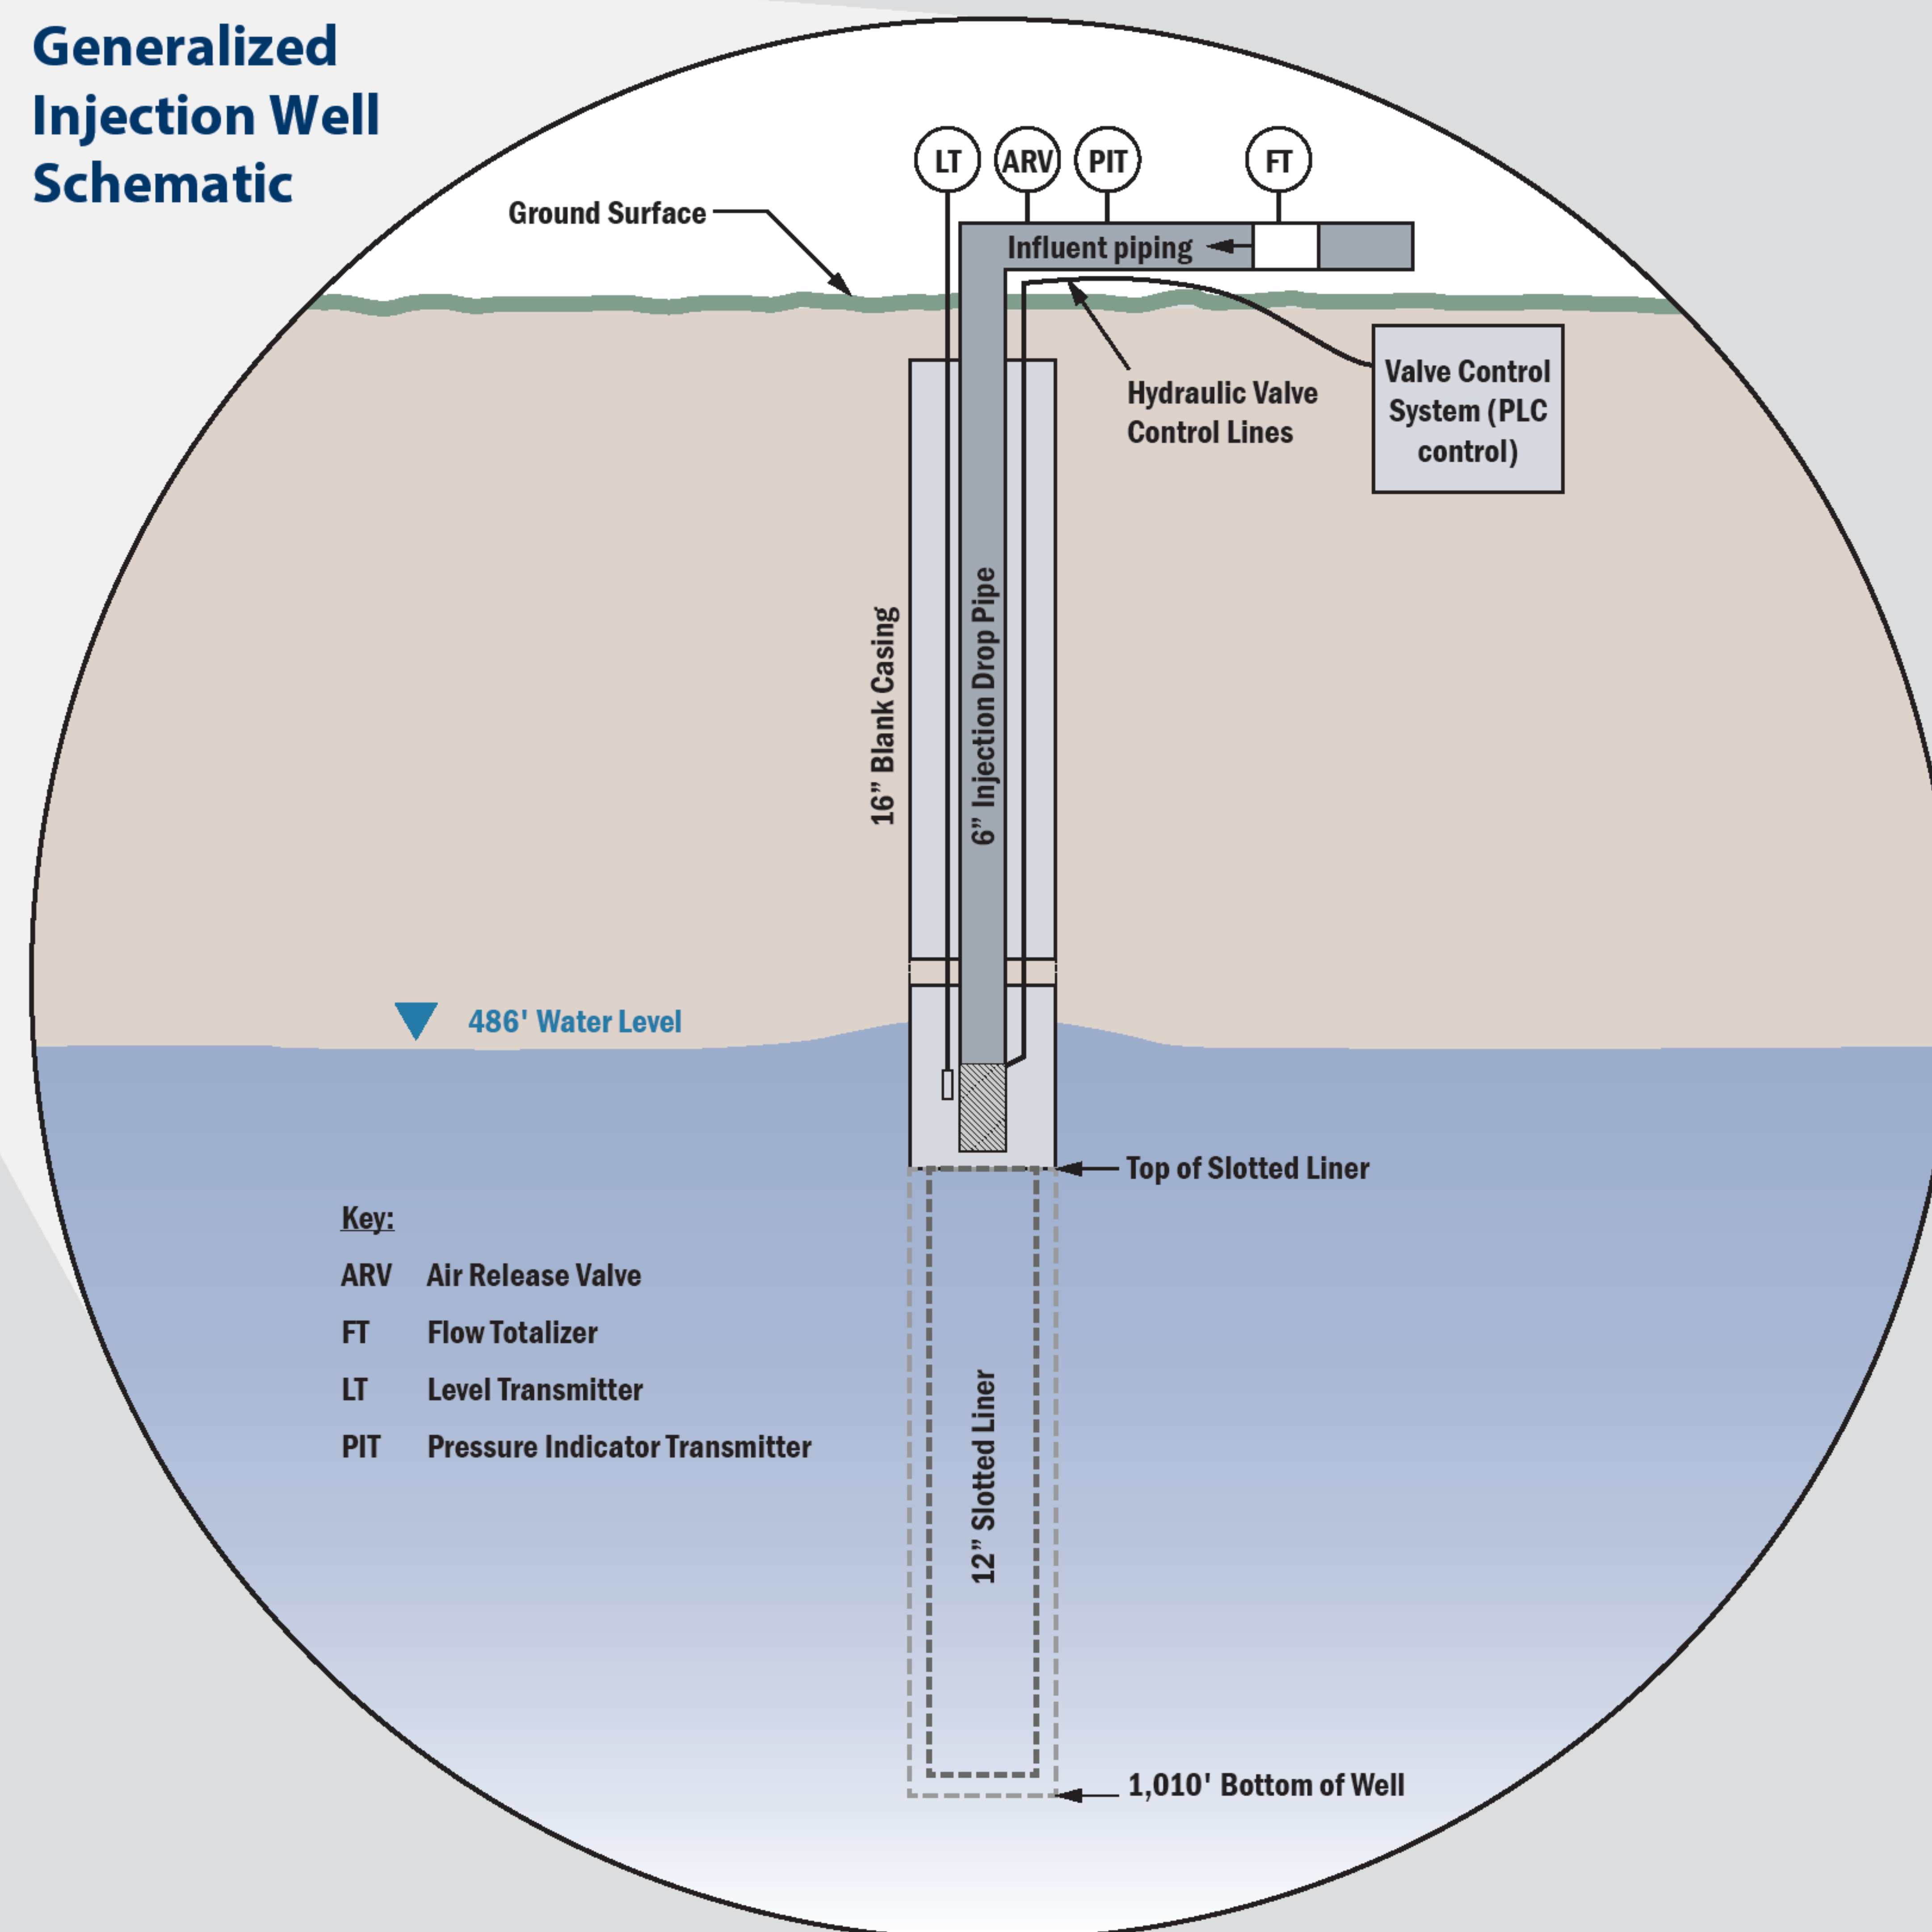 Generalized
Injection Well
Schematic
LT
ARV
PIT
FT
Ground Surface
Influent piping
Valve Control
System (PLC
control)
Hydraulic Valve
Control Lines
16” Blank Casing
6” Injection Drop Pipe
486' Water Level
Top of Slotted Liner
Key:
ARV Air Release Valve
FT Flow Totalizer
LT Level Transmitter
PIT Pressure Indicator Transmitter
12” Slotted Liner
1,010' Bottom of Well